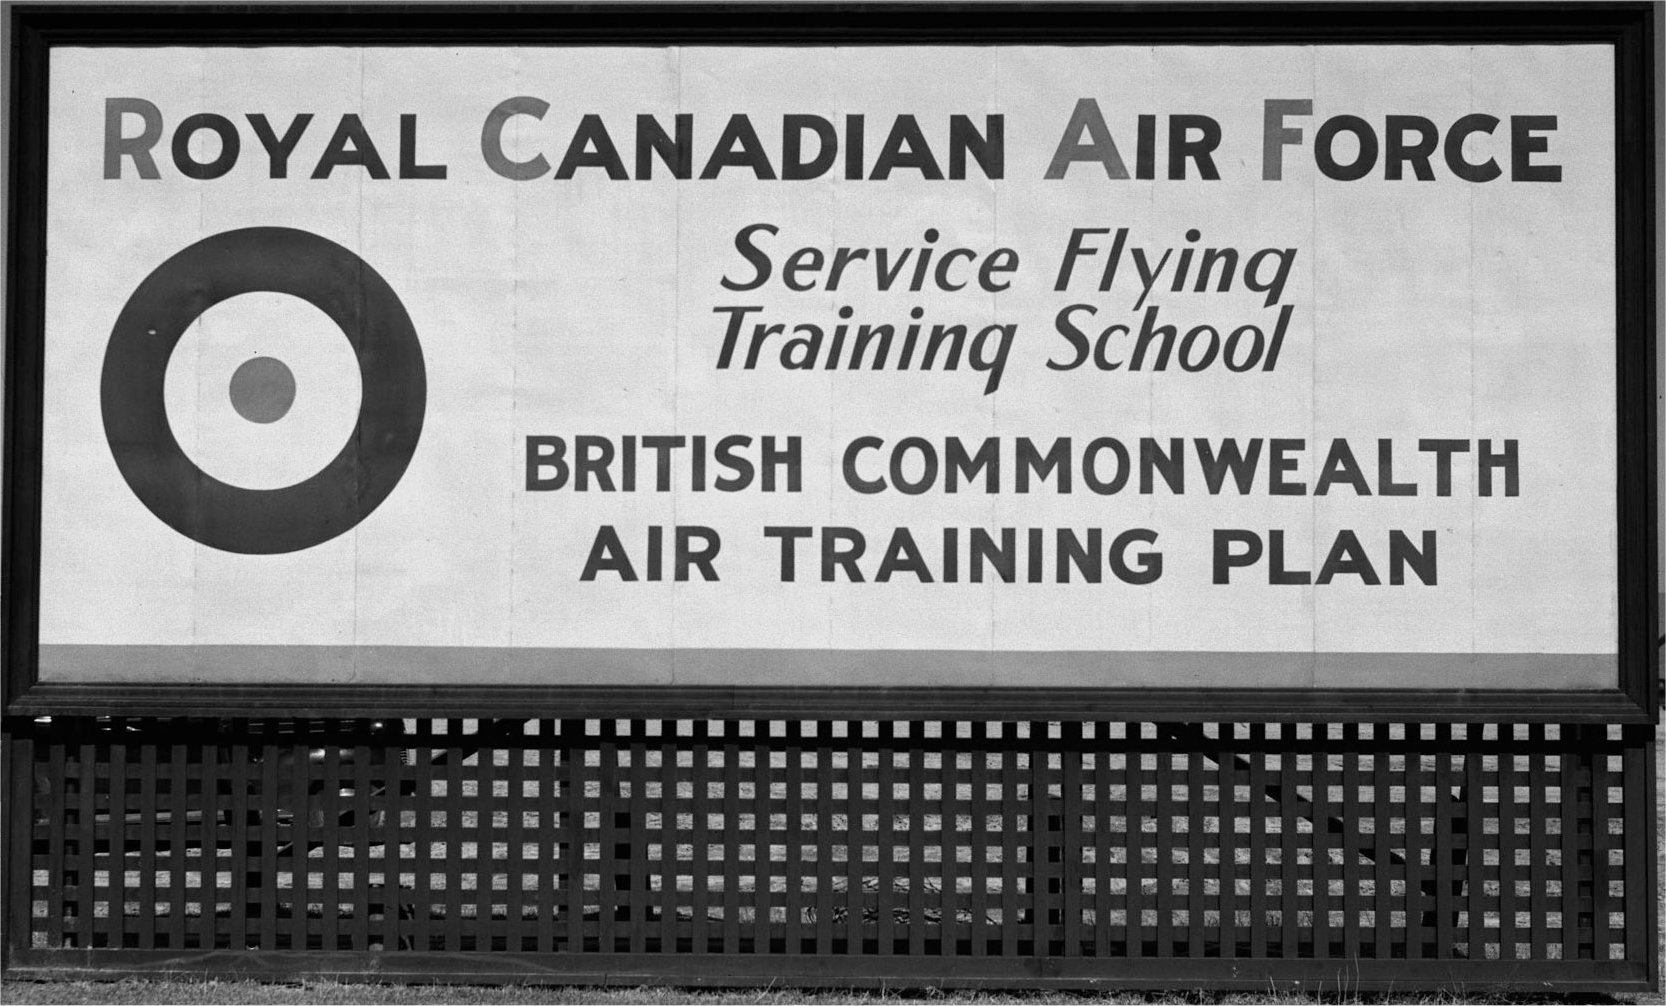 ROYAL CANADIAN AIR FORCE
Service Flying
Training School
BRITISH COMMONWEALTH
AIR TRAINING PLAN